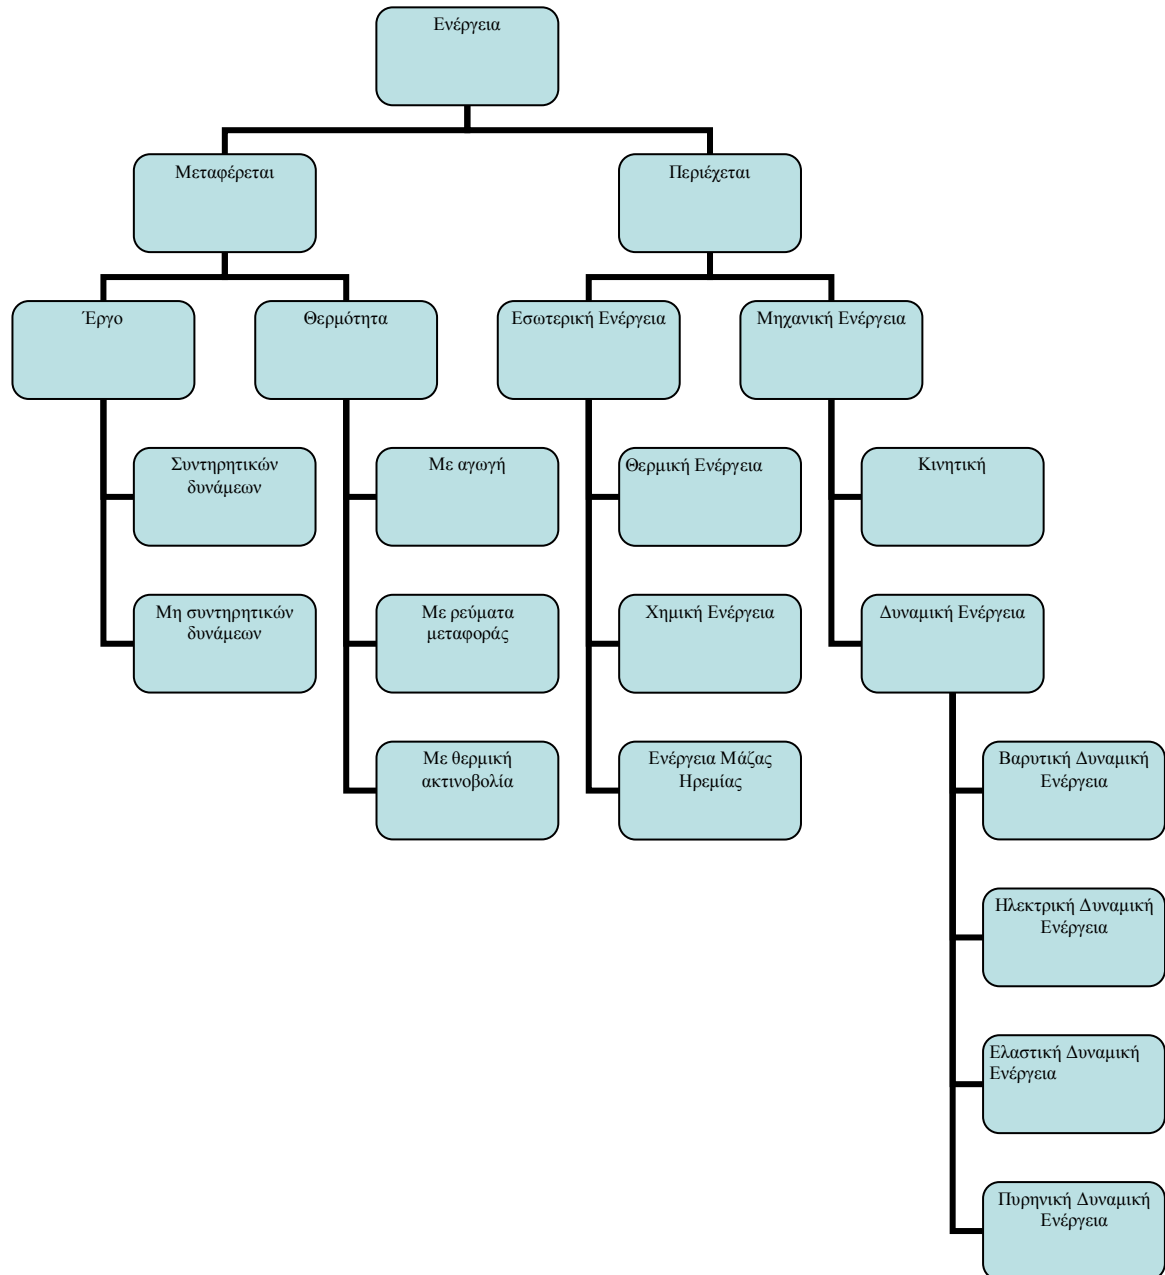 Ενέργεια
Μεταφέρεται
Περιέχεται
Έργο
Θερμότητα
Εσωτερική Ενέργεια
Μηχανική Ενέργεια
Συντηρητικών
δυνάμεων
Με αγωγή
Θερμική Ενέργεια
Κινητική
Μη συντηρητικών
δυνάμεων
Με ρεύματα
μεταφοράς
Χημική Ενέργεια
Δυναμική Ενέργεια
Με θερμική
ακτινοβολία
Ενέργεια Μάζας
Ηρεμίας
Βαρυτική Δυναμική
Ενέργεια
Ηλεκτρική Δυναμική
Ενέργεια
Ελαστική Δυναμική
Ενέργεια
Πυρηνική Δυναμική
Ενέργεια